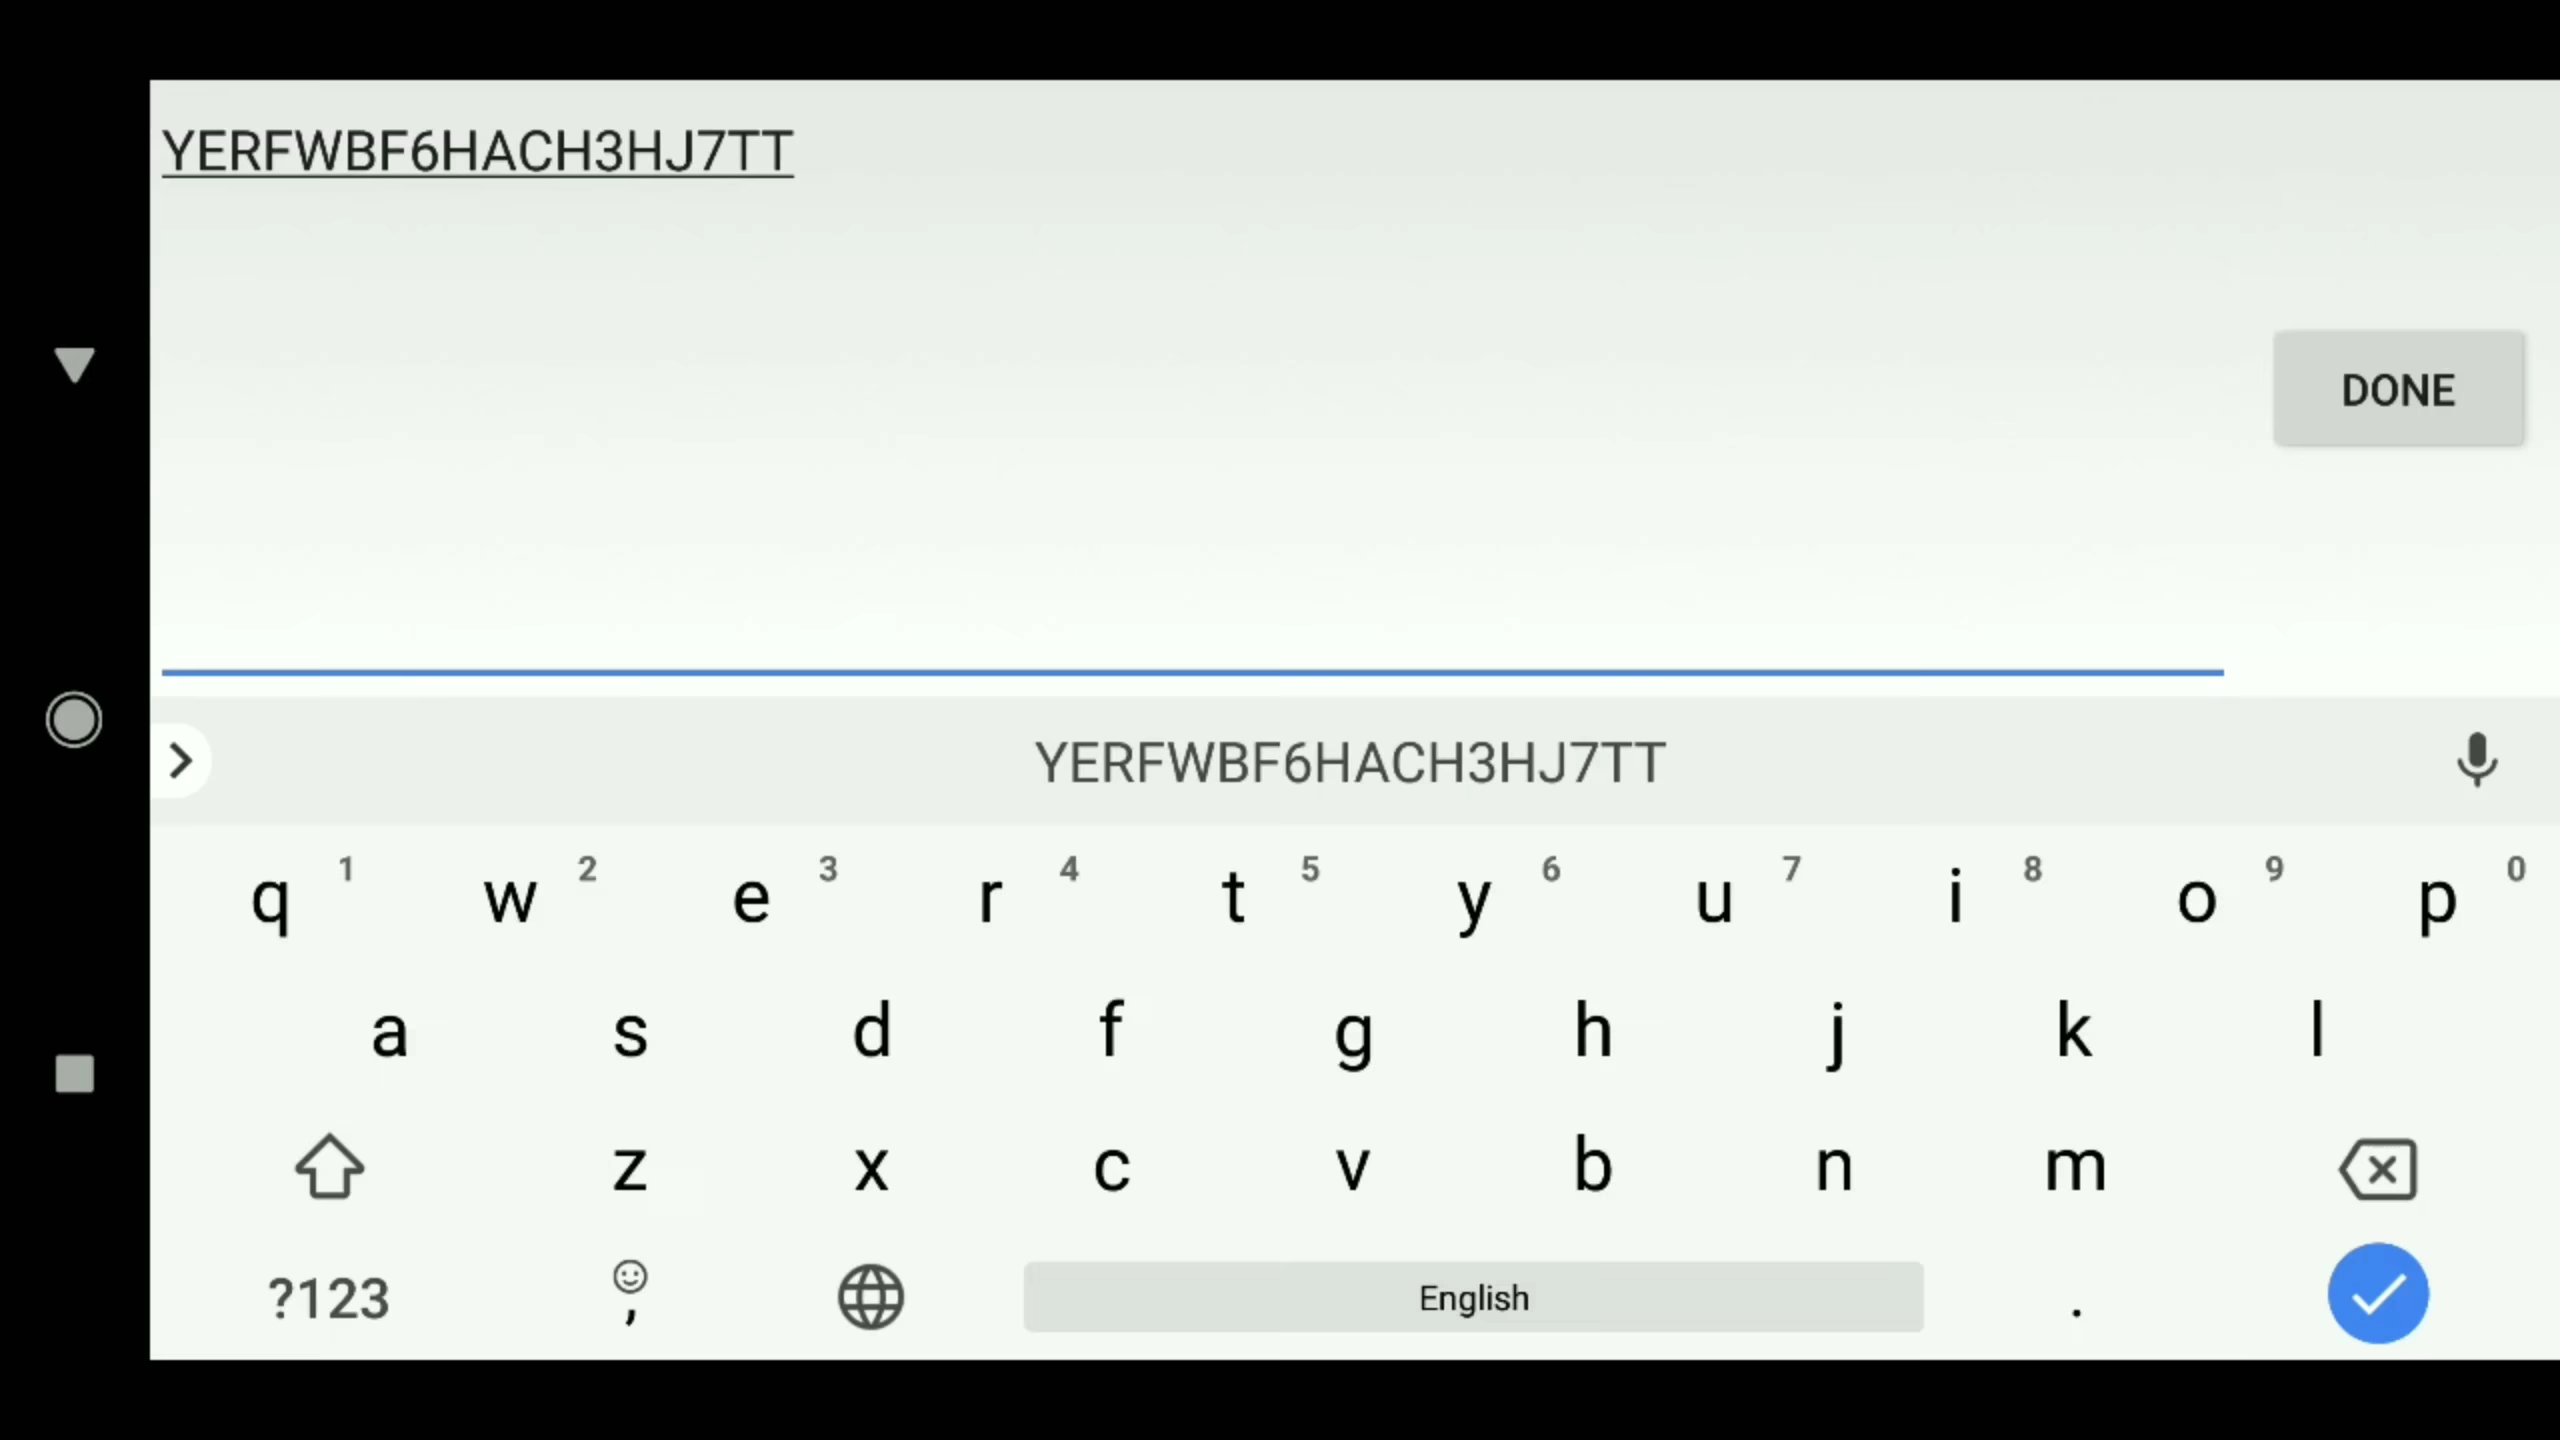 YERFWBF6HACH3HJ7TT
DONE
YERFWBF6HACH3HJ7TT
q 1 w 2 e 3 r 4 t 5 y 6 u 7 i 8 o 9 p 0
a s d f g h j k l
z x c v b n m
?123 , English .